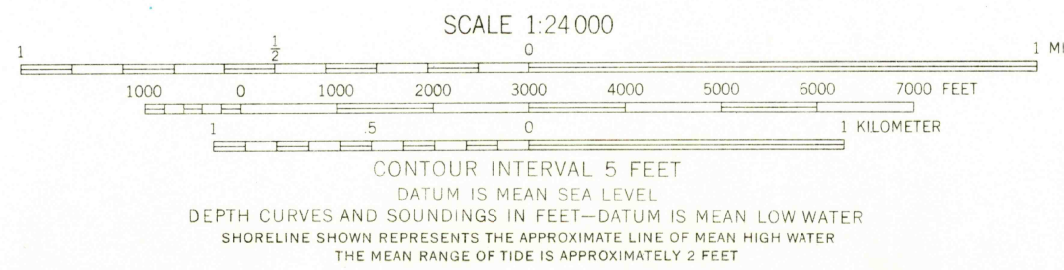 SCALE 1:24 000
1 ½ 0 1 M
1000 0 1000 2000 3000 4000 5000 6000 7000 FEET
1 .5 0 1 KILOMETER
CONTOUR INTERVAL 5 FEET
DATUM IS MEAN SEA LEVEL
DEPTH CURVES AND SOUNDINGS IN FEET—DATUM IS MEAN LOW WATER
SHORELINE SHOWN REPRESENTS THE APPROXIMATE LINE OF MEAN HIGH WATER
THE MEAN RANGE OF TIDE IS APPROXIMATELY 2 FEET